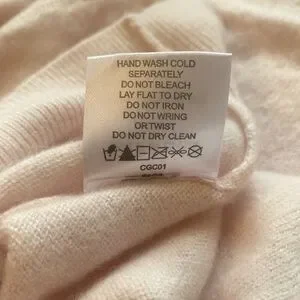 HAND WASH COLD
SEPARATELY
DO NOT BLEACH
LAY FLAT TO DRY
DO NOT IRON
DO NOT WRING
OR TWIST
DO NOT DRY CLEAN
CGC01